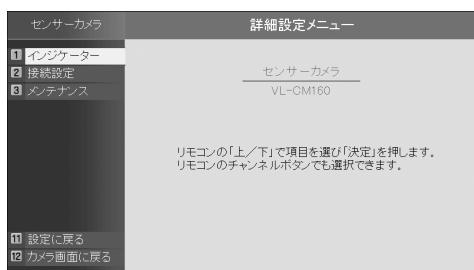 センサーカメラ
詳細設定メニュー
1 インジケーター
2 接続設定
3 メンテナンス
センサーカメラ
VL-CM160
リモコンの「上／下」で項目を選び「決定」を押します。
リモコンのチャンネルボタンでも選択できます。
11 設定に戻る
12 カメラ画面に戻る